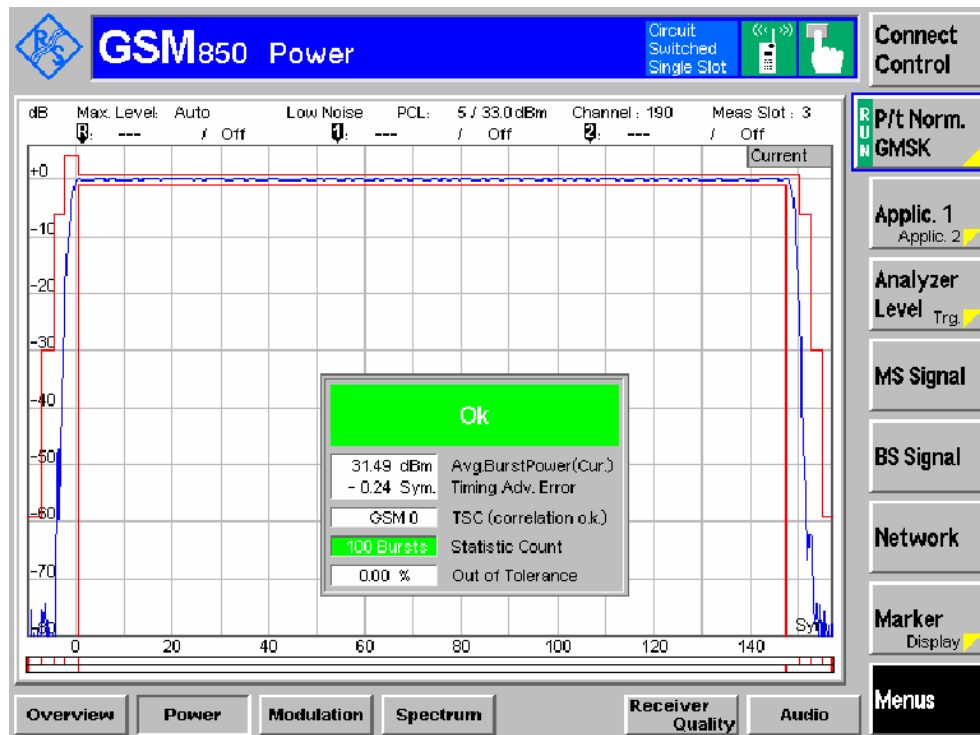 R&S
GSM850 Power
Circuit
Switched
Single Slot
Connect
Control
dB Max. Level: Auto Low Noise PCL: 5 / 33.0 dBm Channel : 190 Meas Slot : 3
R: --- / Off 1: --- / Off 2: --- / Off
Current
RUN
P/t Norm.
GMSK
Applic. 1
Applic. 2
Analyzer
Level Trg.
MS Signal
BS Signal
Network
Marker
Display
Menus
+0
-10
-20
-30
-40
-50
-60
-70
-80
Ok
31.49 dBm Avg.BurstPower(Cur.)
- 0.24 Sym. Timing Adv. Error
GSM 0 TSC (correlation o.k.)
100 Bursts Statistic Count
0.00 % Out of Tolerance
0 20 40 60 80 100 120 140
Overview Power Modulation Spectrum Receiver Quality Audio